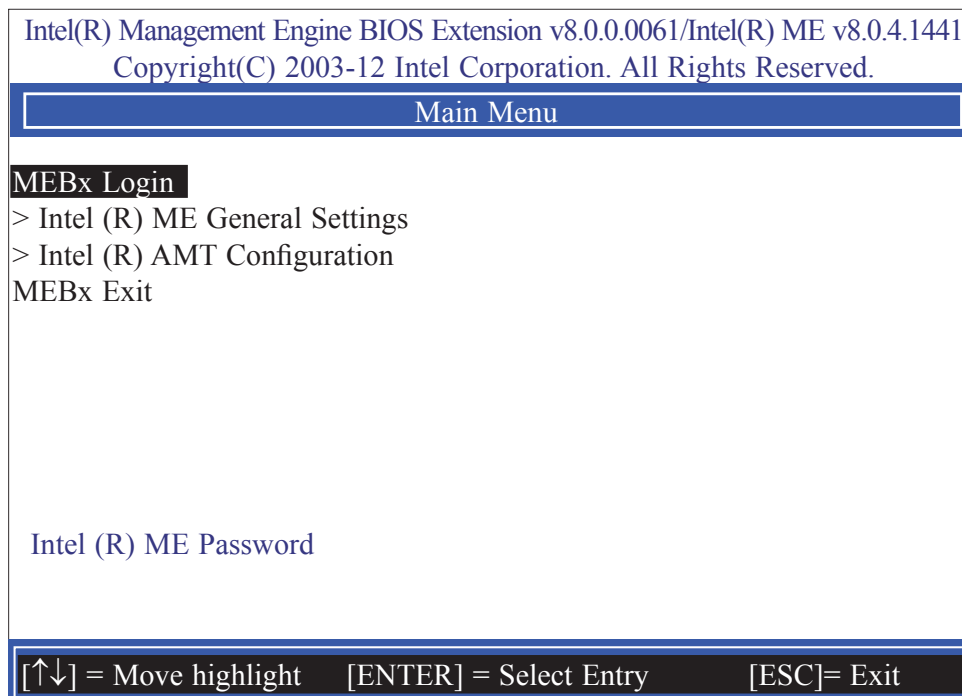 Intel(R) Management Engine BIOS Extension v8.0.0.0061/Intel(R) ME v8.0.4.1441
Copyright(C) 2003-12 Intel Corporation. All Rights Reserved.
Main Menu
MEBx Login
> Intel (R) ME General Settings
> Intel (R) AMT Configuration
MEBx Exit
Intel (R) ME Password
[↑↓] = Move highlight [ENTER] = Select Entry [ESC]= Exit